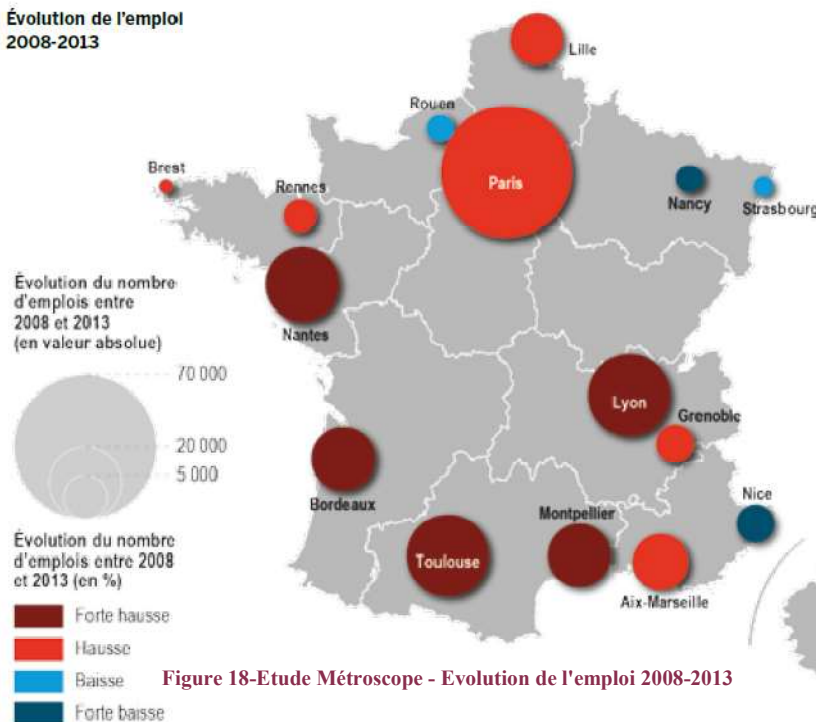 Évolution de l'emploi
2008-2013
Lille
Rouen
Paris
Brest
Rennes
Nancy
Strasbourg
Nantes
Évolution du nombre
d'emplois entre
2008 et 2013
(en valeur absolue)
70 000
20 000
5 000
Lyon
Grenoble
Bordeaux
Nice
Montpellier
Toulouse
Aix-Marseille
Évolution du nombre
d'emplois entre 2008
et 2013 (en %)
Forte hausse
Hausse
Baisse
Forte baisse
Figure 18-Etude Métroscope - Evolution de l'emploi 2008-2013